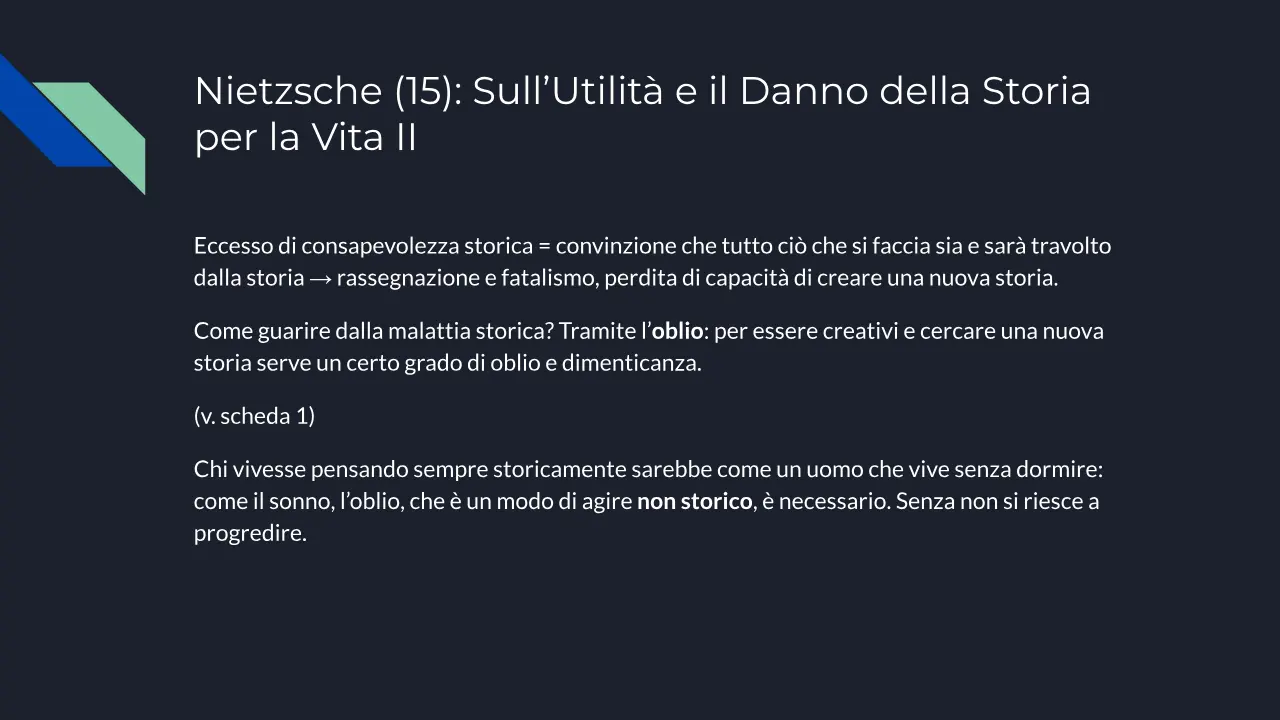 Nietzsche (15): Sull’Utilità e il Danno della Storia
per la Vita II
Eccesso di consapevolezza storica = convinzione che tutto ciò che si faccia sia e sarà travolto
dalla storia → rassegnazione e fatalismo, perdita di capacità di creare una nuova storia.
Come guarire dalla malattia storica? Tramite l’oblio: per essere creativi e cercare una nuova
storia serve un certo grado di oblio e dimenticanza.
(v. scheda 1)
Chi vivesse pensando sempre storicamente sarebbe come un uomo che vive senza dormire:
come il sonno, l’oblio, che è un modo di agire non storico, è necessario. Senza non si riesce a
progredire.